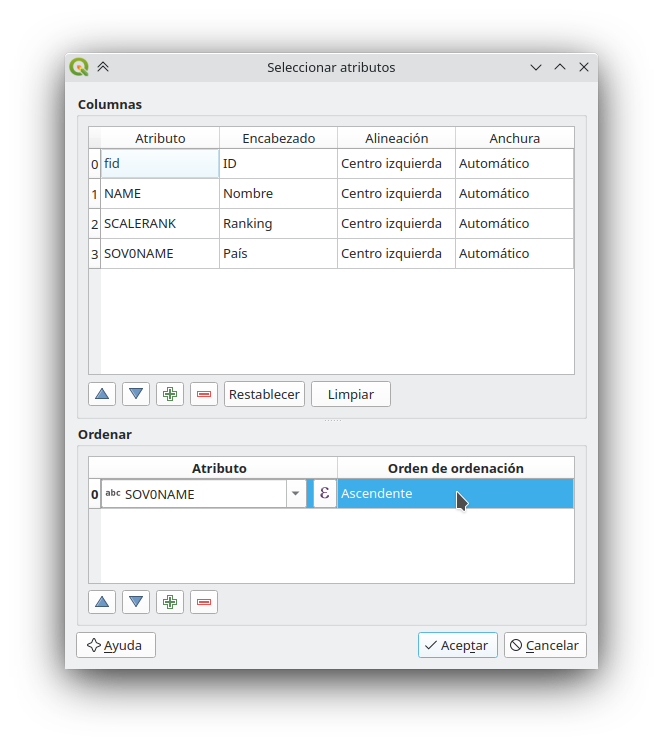 Seleccionar atributos
Columnas
Atributo Encabezado Alineación Anchura
0 fid ID Centro izquierda Automático
1 NAME Nombre Centro izquierda Automático
2 SCALERANK Ranking Centro izquierda Automático
3 SOV0NAME País Centro izquierda Automático
Restablecer Limpiar
Ordenar
Atributo Orden de ordenación
0 abc SOV0NAME ε Ascendente
Ayuda Aceptar Cancelar